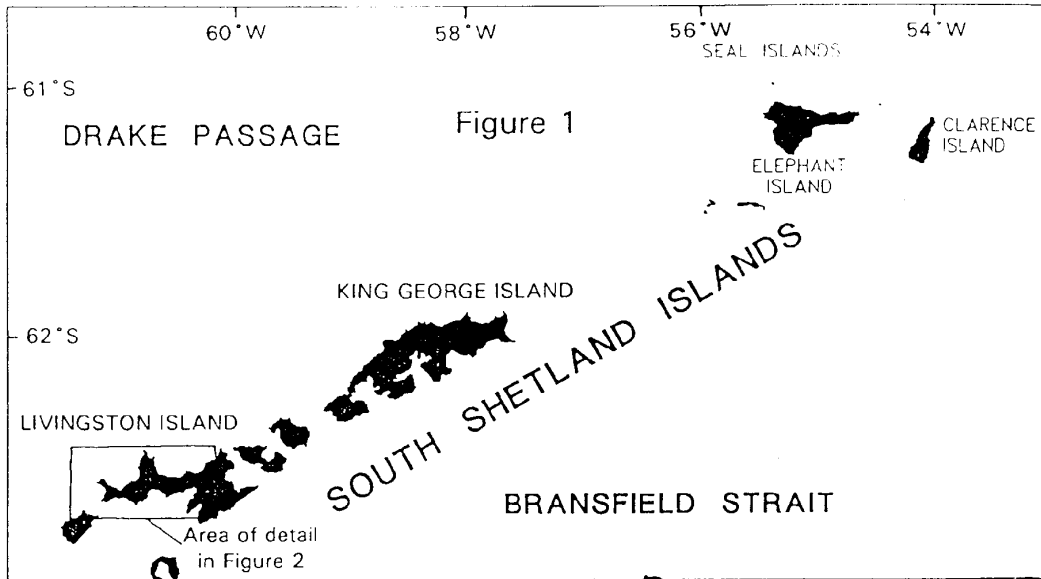 60°W 58°W 56°W 54°W
SEAL ISLANDS
61°S
DRAKE PASSAGE
Figure 1
CLARENCE
ISLAND
ELEPHANT
ISLAND
KING GEORGE ISLAND
62°S
SOUTH SHETLAND ISLANDS
LIVINGSTON ISLAND
BRANSFIELD STRAIT
Area of detail
in Figure 2